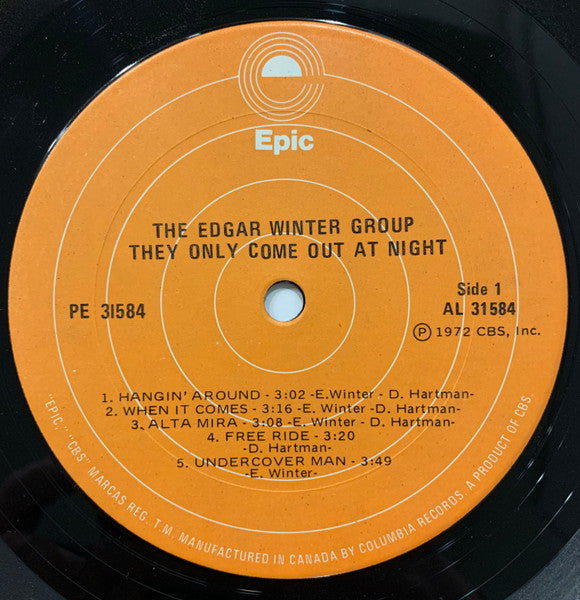 Epic
THE EDGAR WINTER GROUP
THEY ONLY COME OUT AT NIGHT
PE 31584
Side 1
AL 31584
Ⓟ 1972 CBS, Inc.
1. HANGIN' AROUND - 3:02 -E.Winter - D. Hartman-
2. WHEN IT COMES - 3:16 -E. Winter -D. Hartman-
3. ALTA MIRA - 3:08 -E. Winter - D. Hartman-
4. FREE RIDE - 3:20
-D. Hartman-
5. UNDERCOVER MAN - 3:49
-E. Winter-
"EPIC", "CBS" MARCAS REG. T.M. MANUFACTURED IN CANADA BY COLUMBIA RECORDS. A PRODUCT OF CBS.